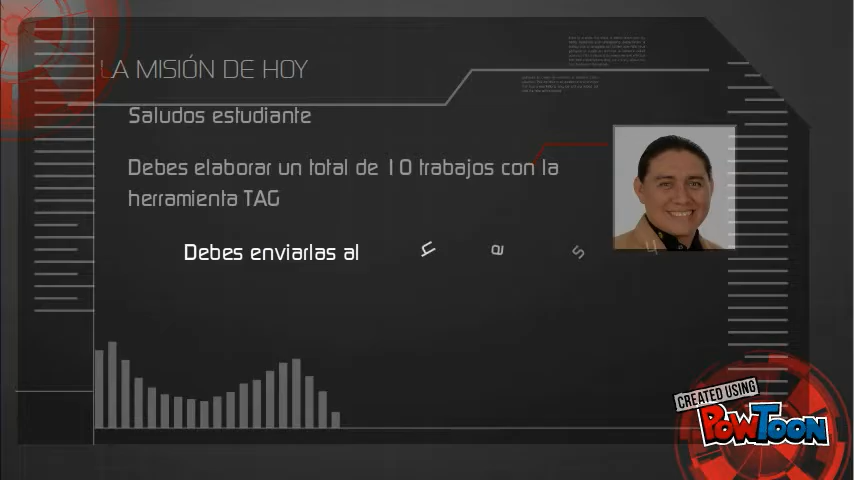 LA MISIÓN DE HOY
Saludos estudiante
Debes elaborar un total de 10 trabajos con la
herramienta TAG
Debes enviarlas al
CREATED USING
POWTOON